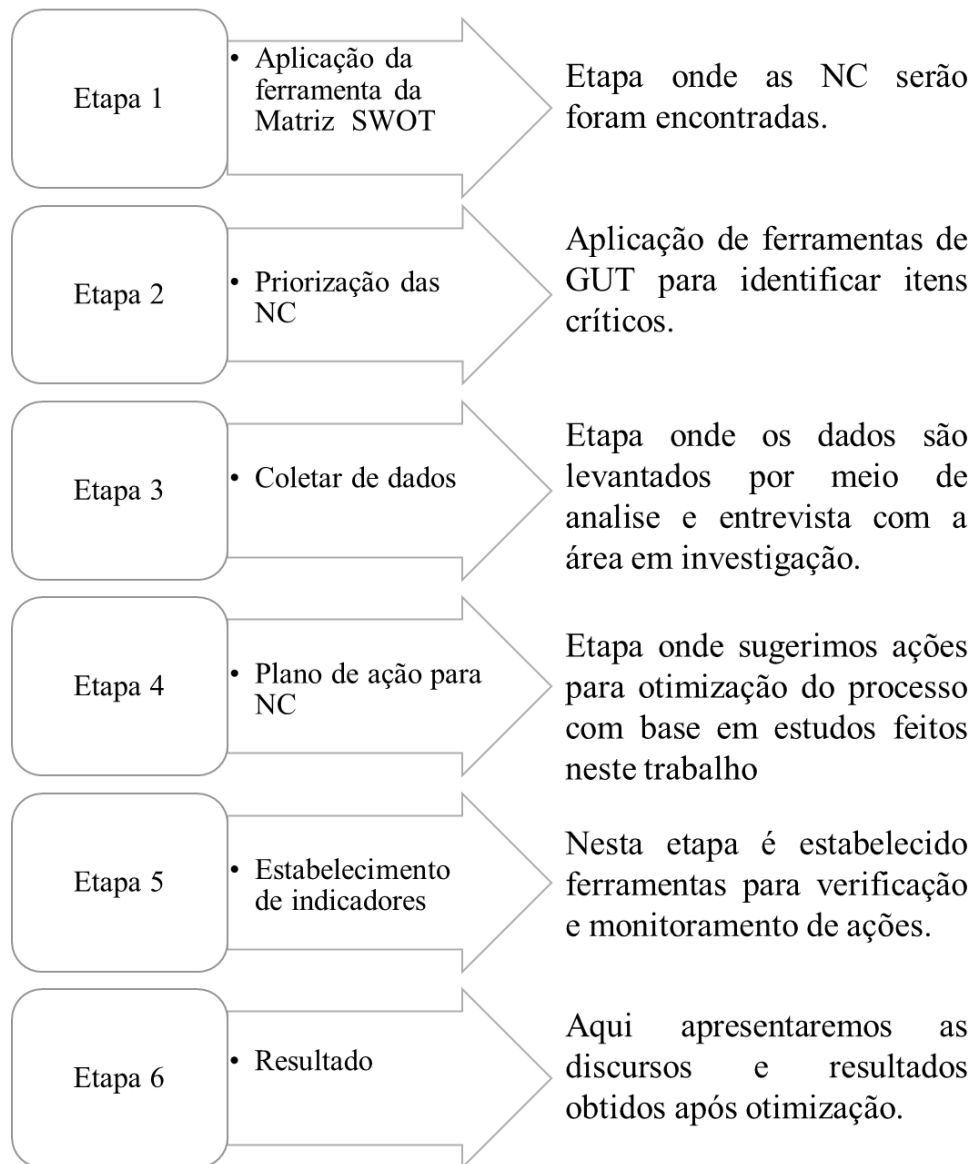 Etapa 1
• Aplicação da
ferramenta da
Matriz SWOT
Etapa onde as NC serão
foram encontradas.
Etapa 2
• Priorização das
NC
Aplicação de ferramentas de
GUT para identificar itens
críticos.
Etapa 3
• Coletar de dados
Etapa onde os dados são
levantados por meio de
analise e entrevista com a
área em investigação.
Etapa 4
• Plano de ação para
NC
Etapa onde sugerimos ações
para otimização do processo
com base em estudos feitos
neste trabalho
Etapa 5
• Estabelecimento
de indicadores
Nesta etapa é estabelecido
ferramentas para verificação
e monitoramento de ações.
Etapa 6
• Resultado
Aqui apresentaremos as
discursos e resultados
obtidos após otimização.